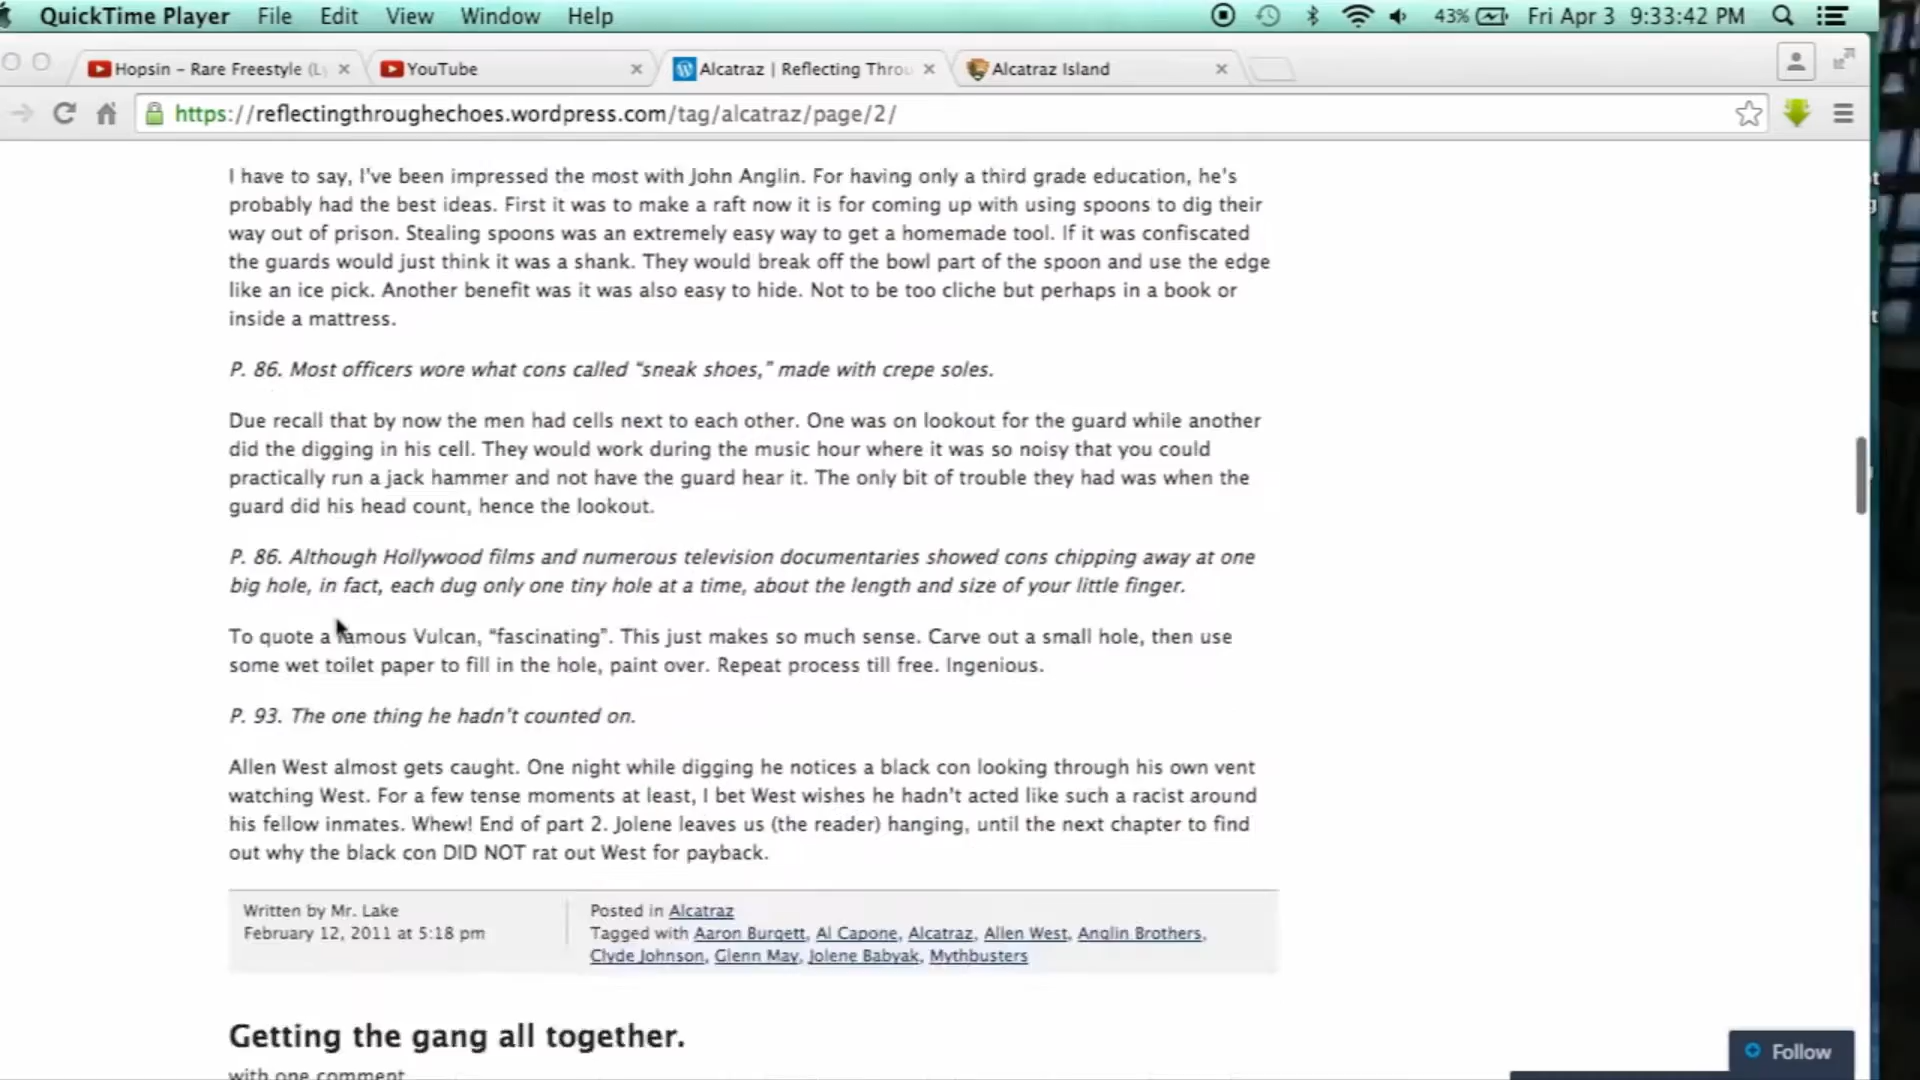 QuickTime Player File Edit View Window Help 43% Fri Apr 3 9:33:42 PM
Hopsin - Rare Freestyle (L YouTube Alcatraz | Reflecting Throu Alcatraz Island
https://reflectingthroughechoes.wordpress.com/tag/alcatraz/page/2/
I have to say, I've been impressed the most with John Anglin. For having only a third grade education, he's
probably had the best ideas. First it was to make a raft now it is for coming up with using spoons to dig their
way out of prison. Stealing spoons was an extremely easy way to get a homemade tool. If it was confiscated
the guards would just think it was a shank. They would break off the bowl part of the spoon and use the edge
like an ice pick. Another benefit was it was also easy to hide. Not to be too cliche but perhaps in a book or
inside a mattress.
P. 86. Most officers wore what cons called “sneak shoes,” made with crepe soles.
Due recall that by now the men had cells next to each other. One was on lookout for the guard while another
did the digging in his cell. They would work during the music hour where it was so noisy that you could
practically run a jack hammer and not have the guard hear it. The only bit of trouble they had was when the
guard did his head count, hence the lookout.
P. 86. Although Hollywood films and numerous television documentaries showed cons chipping away at one
big hole, in fact, each dug only one tiny hole at a time, about the length and size of your little finger.
To quote a famous Vulcan, “fascinating”. This just makes so much sense. Carve out a small hole, then use
some wet toilet paper to fill in the hole, paint over. Repeat process till free. Ingenious.
P. 93. The one thing he hadn't counted on.
Allen West almost gets caught. One night while digging he notices a black con looking through his own vent
watching West. For a few tense moments at least, I bet West wishes he hadn't acted like such a racist around
his fellow inmates. Whew! End of part 2. Jolene leaves us (the reader) hanging, until the next chapter to find
out why the black con DID NOT rat out West for payback.
Written by Mr. Lake
February 12, 2011 at 5:18 pm
Posted in Alcatraz
Tagged with Aaron Burgett, Al Capone, Alcatraz, Allen West, Anglin Brothers,
Clyde Johnson, Glenn May, Jolene Babyak, Mythbusters
Getting the gang all together.
with one comment
Follow